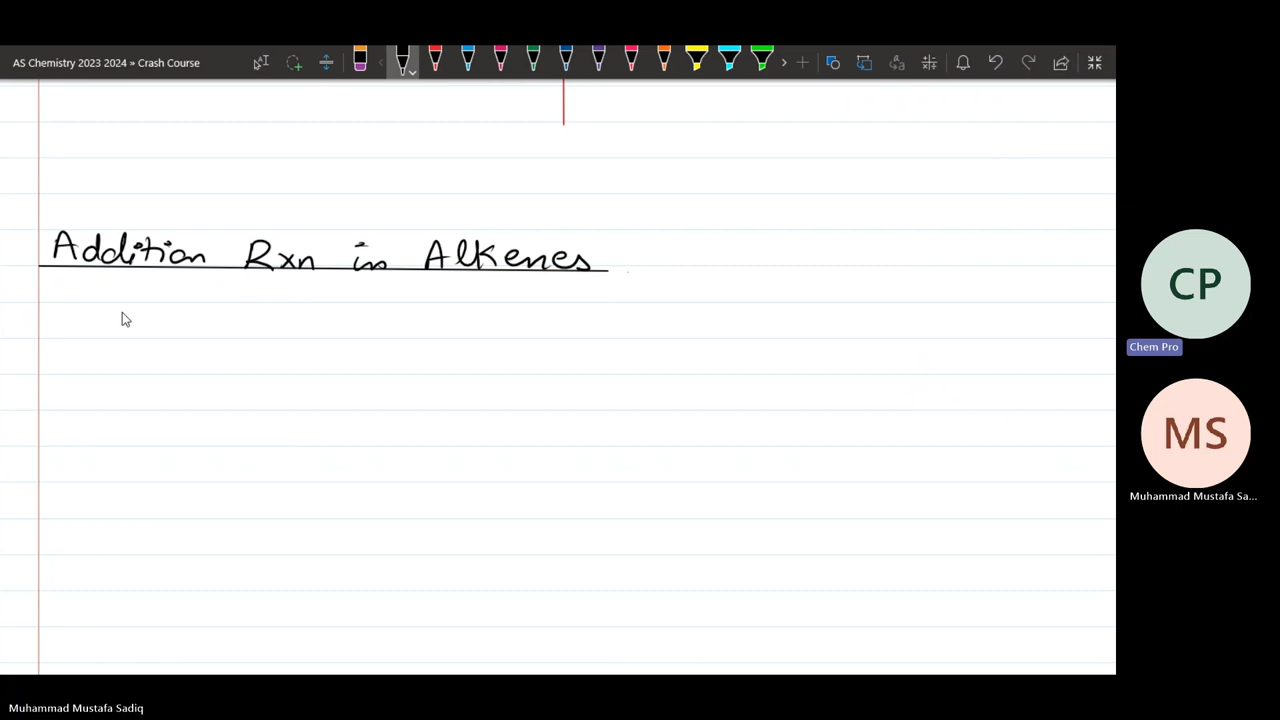 AS Chemistry 2023 2024 » Crash Course
Addition Rxn in Alkenes
CP
Chem Pro
MS
Muhammad Mustafa Sa...
Muhammad Mustafa Sadiq